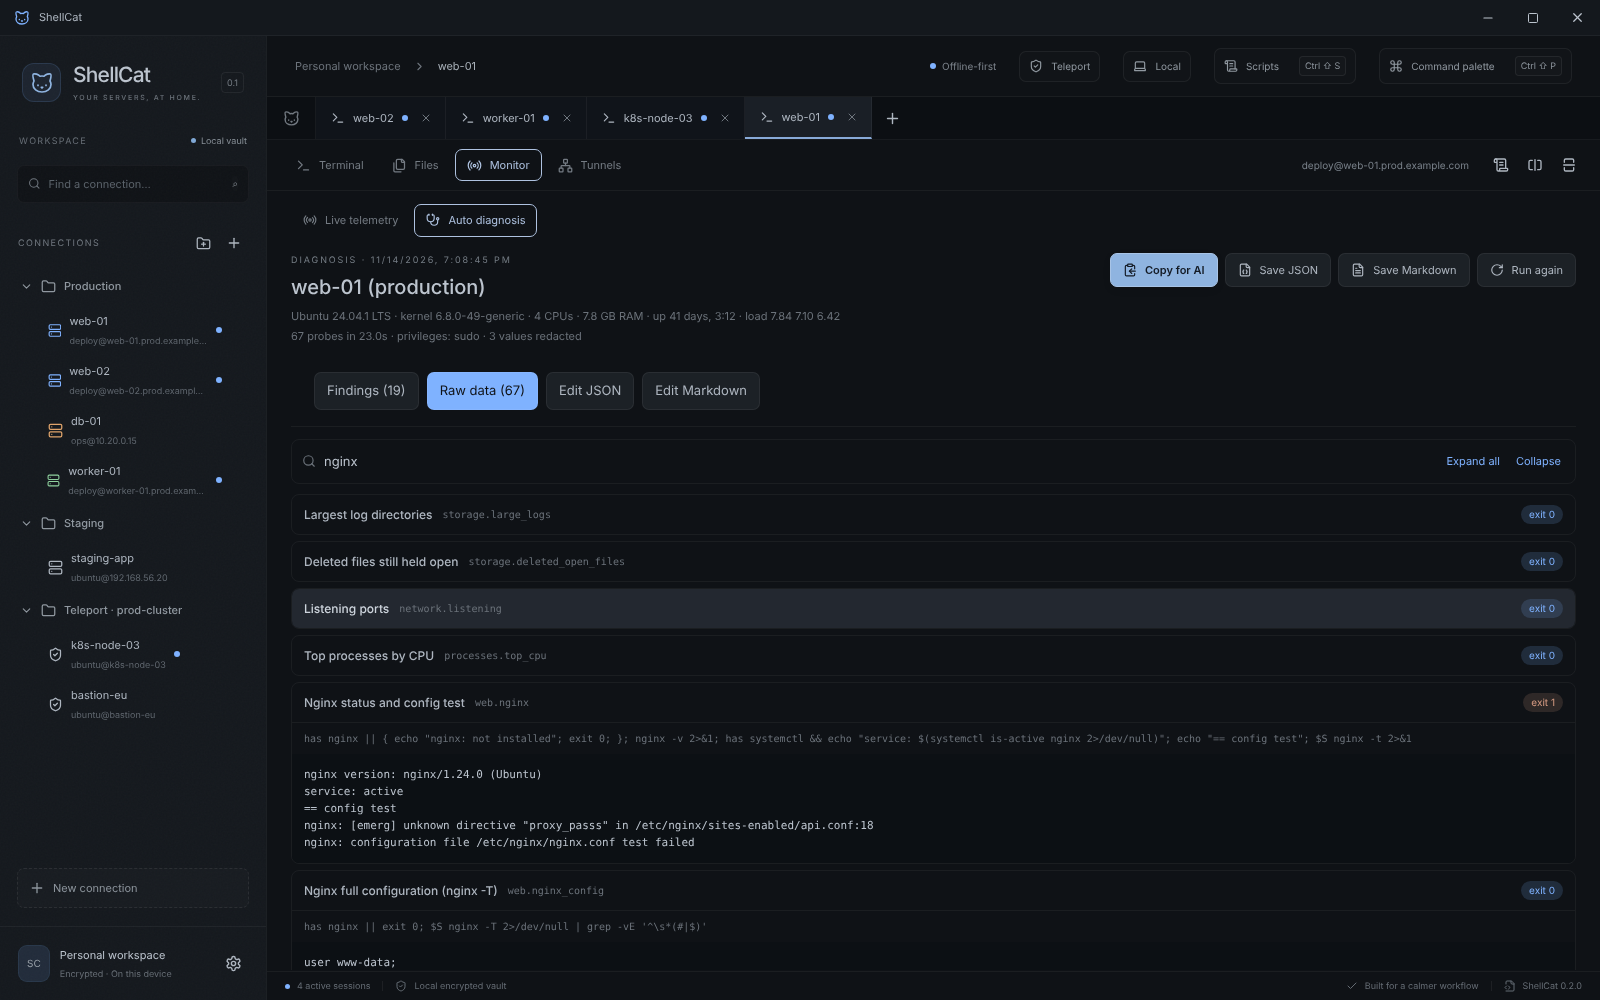 ShellCat
ShellCat
YOUR SERVERS, AT HOME.
0.1
WORKSPACE
Local vault
Find a connection...
CONNECTIONS
Production
web-01
deploy@web-01.prod.example...
web-02
deploy@web-02.prod.exampl...
db-01
ops@10.20.0.15
worker-01
deploy@worker-01.prod.exam...
Staging
staging-app
ubuntu@192.168.56.20
Teleport · prod-cluster
k8s-node-03
ubuntu@k8s-node-03
bastion-eu
ubuntu@bastion-eu
New connection
SC
Personal workspace
Encrypted · On this device
Personal workspace > web-01
Offline-first
Teleport
Local
Scripts Ctrl ⇧ S
Command palette Ctrl ⇧ P
web-02
worker-01
k8s-node-03
web-01
Terminal
Files
Monitor
Tunnels
deploy@web-01.prod.example.com
Live telemetry
Auto diagnosis
DIAGNOSIS · 11/14/2026, 7:08:45 PM
web-01 (production)
Ubuntu 24.04.1 LTS · kernel 6.8.0-49-generic · 4 CPUs · 7.8 GB RAM · up 41 days, 3:12 · load 7.84 7.10 6.42
67 probes in 23.0s · privileges: sudo · 3 values redacted
Copy for AI
Save JSON
Save Markdown
Run again
Findings (19)
Raw data (67)
Edit JSON
Edit Markdown
nginx
Expand all
Collapse
Largest log directories storage.large_logs exit 0
Deleted files still held open storage.deleted_open_files exit 0
Listening ports network.listening exit 0
Top processes by CPU processes.top_cpu exit 0
Nginx status and config test web.nginx exit 1
has nginx || { echo "nginx: not installed"; exit 0; }; nginx -v 2>&1; has systemctl && echo "service: $(systemctl is-active nginx 2>/dev/null)"; echo "== config test"; $S nginx -t 2>&1
nginx version: nginx/1.24.0 (Ubuntu)
service: active
== config test
nginx: [emerg] unknown directive "proxy_passs" in /etc/nginx/sites-enabled/api.conf:18
nginx: configuration file /etc/nginx/nginx.conf test failed
Nginx full configuration (nginx -T) web.nginx_config exit 0
has nginx || exit 0; $S nginx -T 2>/dev/null | grep -vE '^\s*(#|$)'
user www-data;
4 active sessions
Local encrypted vault
Built for a calmer workflow
ShellCat 0.2.0